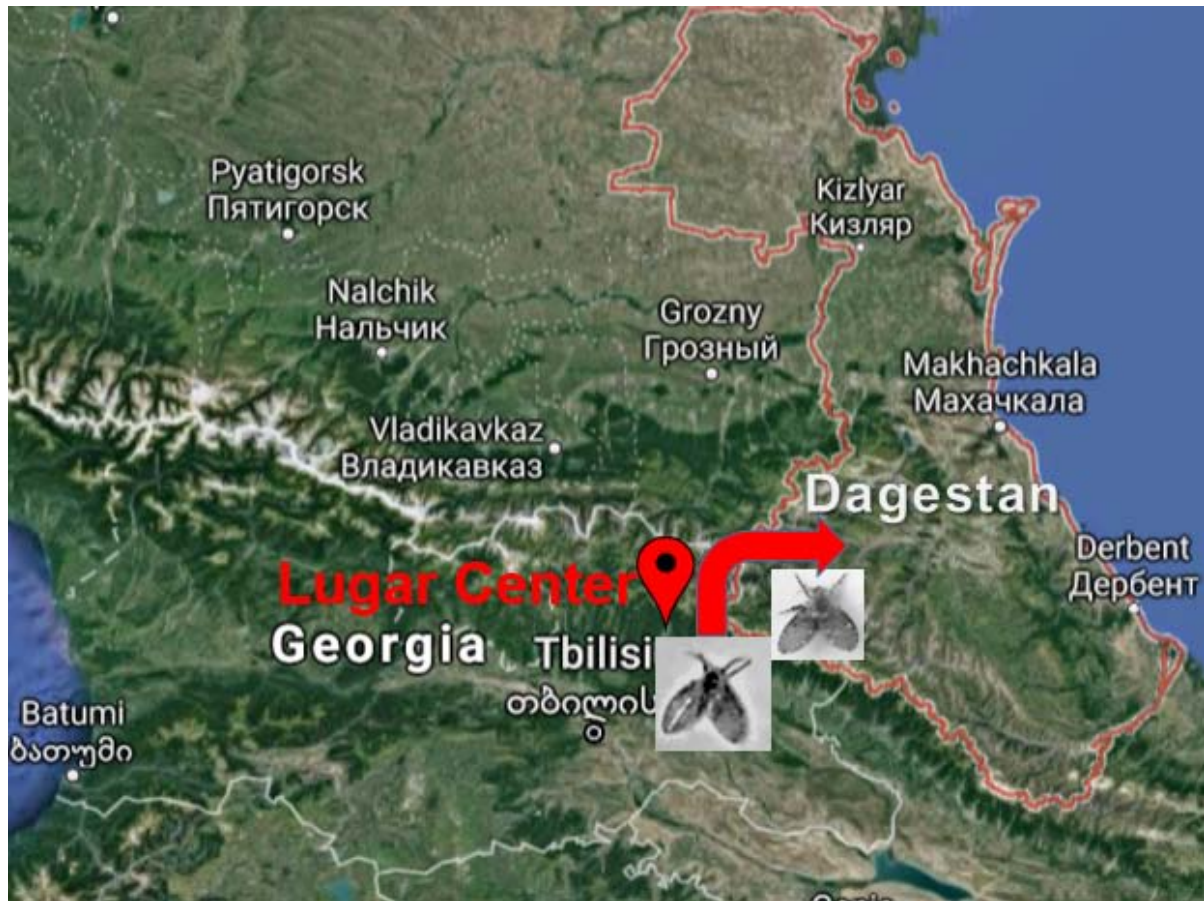 Pyatigorsk
Пятигорск
Kizlyar
Кизляр
Nalchik
Нальчик
Grozny
Грозный
Makhachkala
Махачкала
Vladikavkaz
Владикавказ
Dagestan
Derbent
Дербент
Lugar Center
Georgia
Tbilisi
Batumi
ბათუმი